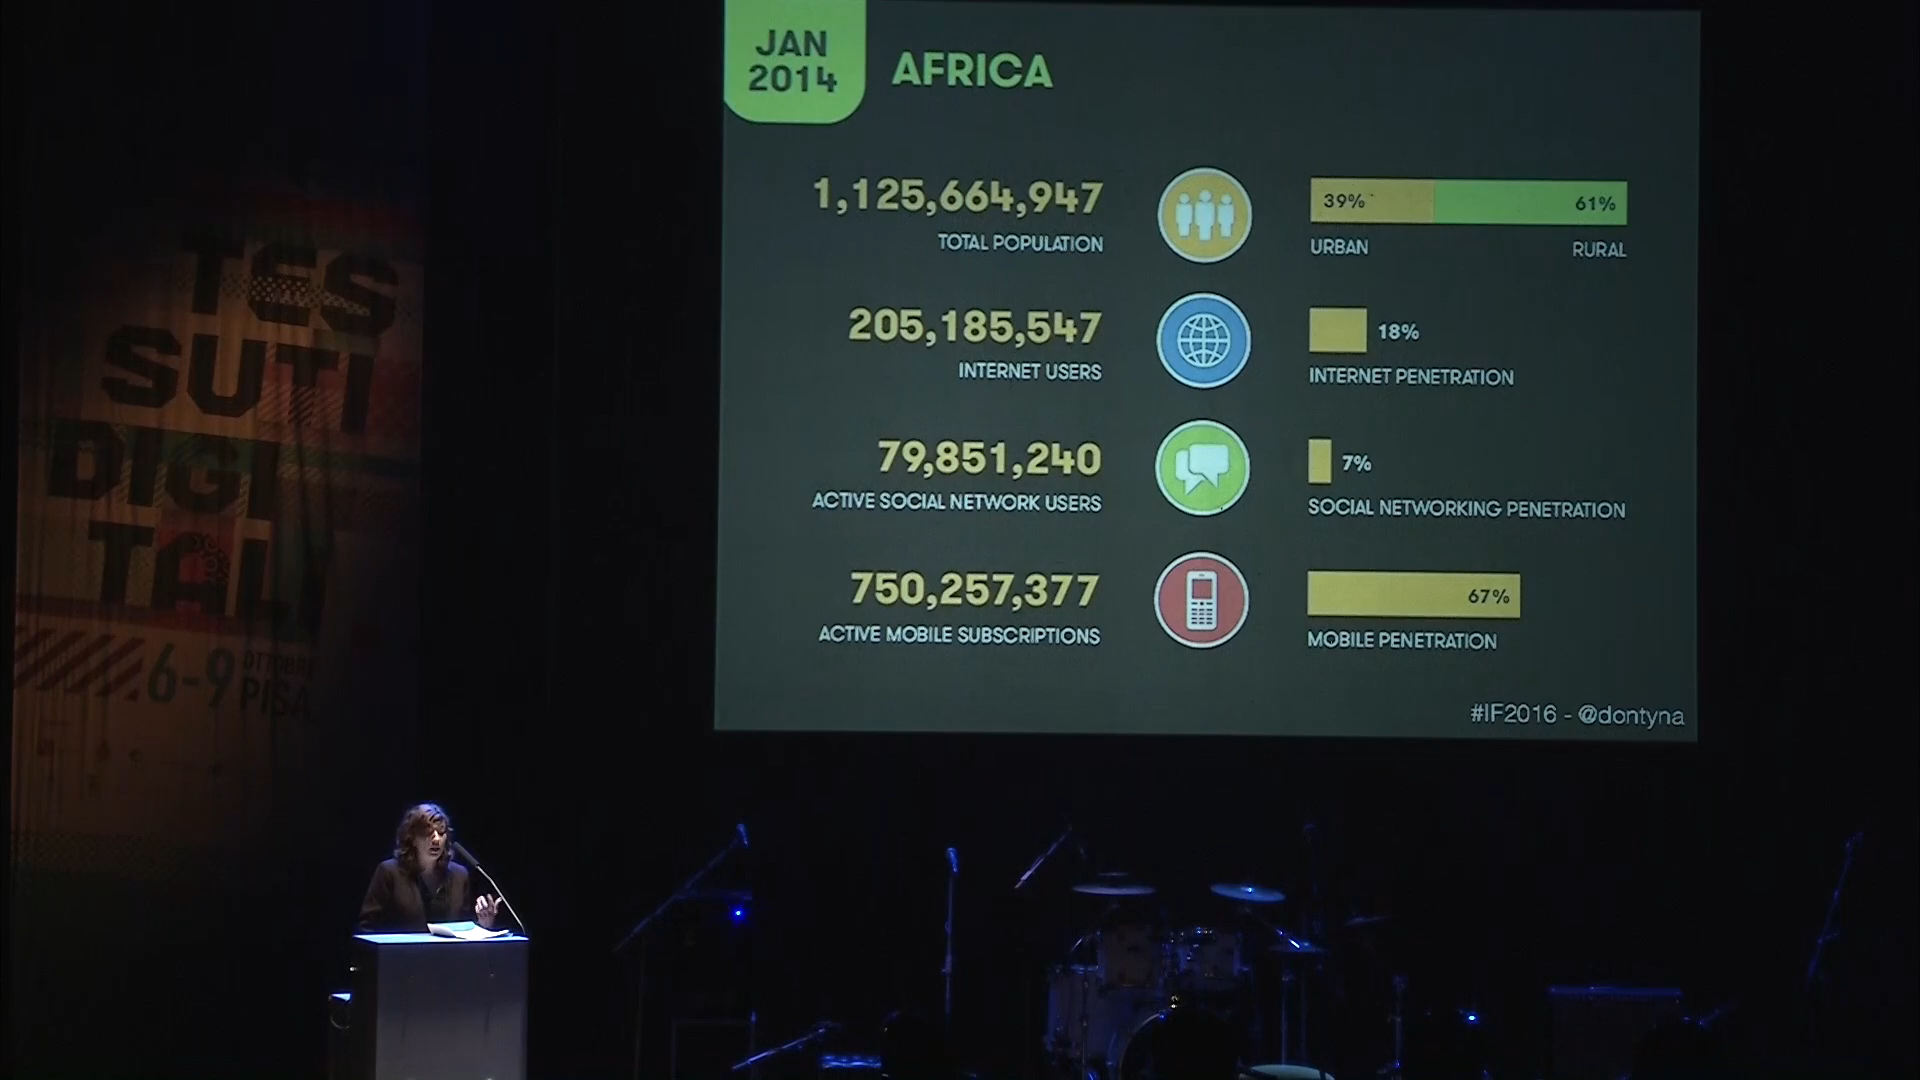 JAN
2014
AFRICA
1,125,664,947
TOTAL POPULATION
39%
61%
URBAN
RURAL
205,185,547
INTERNET USERS
18%
INTERNET PENETRATION
79,851,240
ACTIVE SOCIAL NETWORK USERS
7%
SOCIAL NETWORKING PENETRATION
750,257,377
ACTIVE MOBILE SUBSCRIPTIONS
67%
MOBILE PENETRATION
#IF2016 - @dontyna
TES
SUTI
DIGI
TALI
6-9 OTTOBRE
PISA